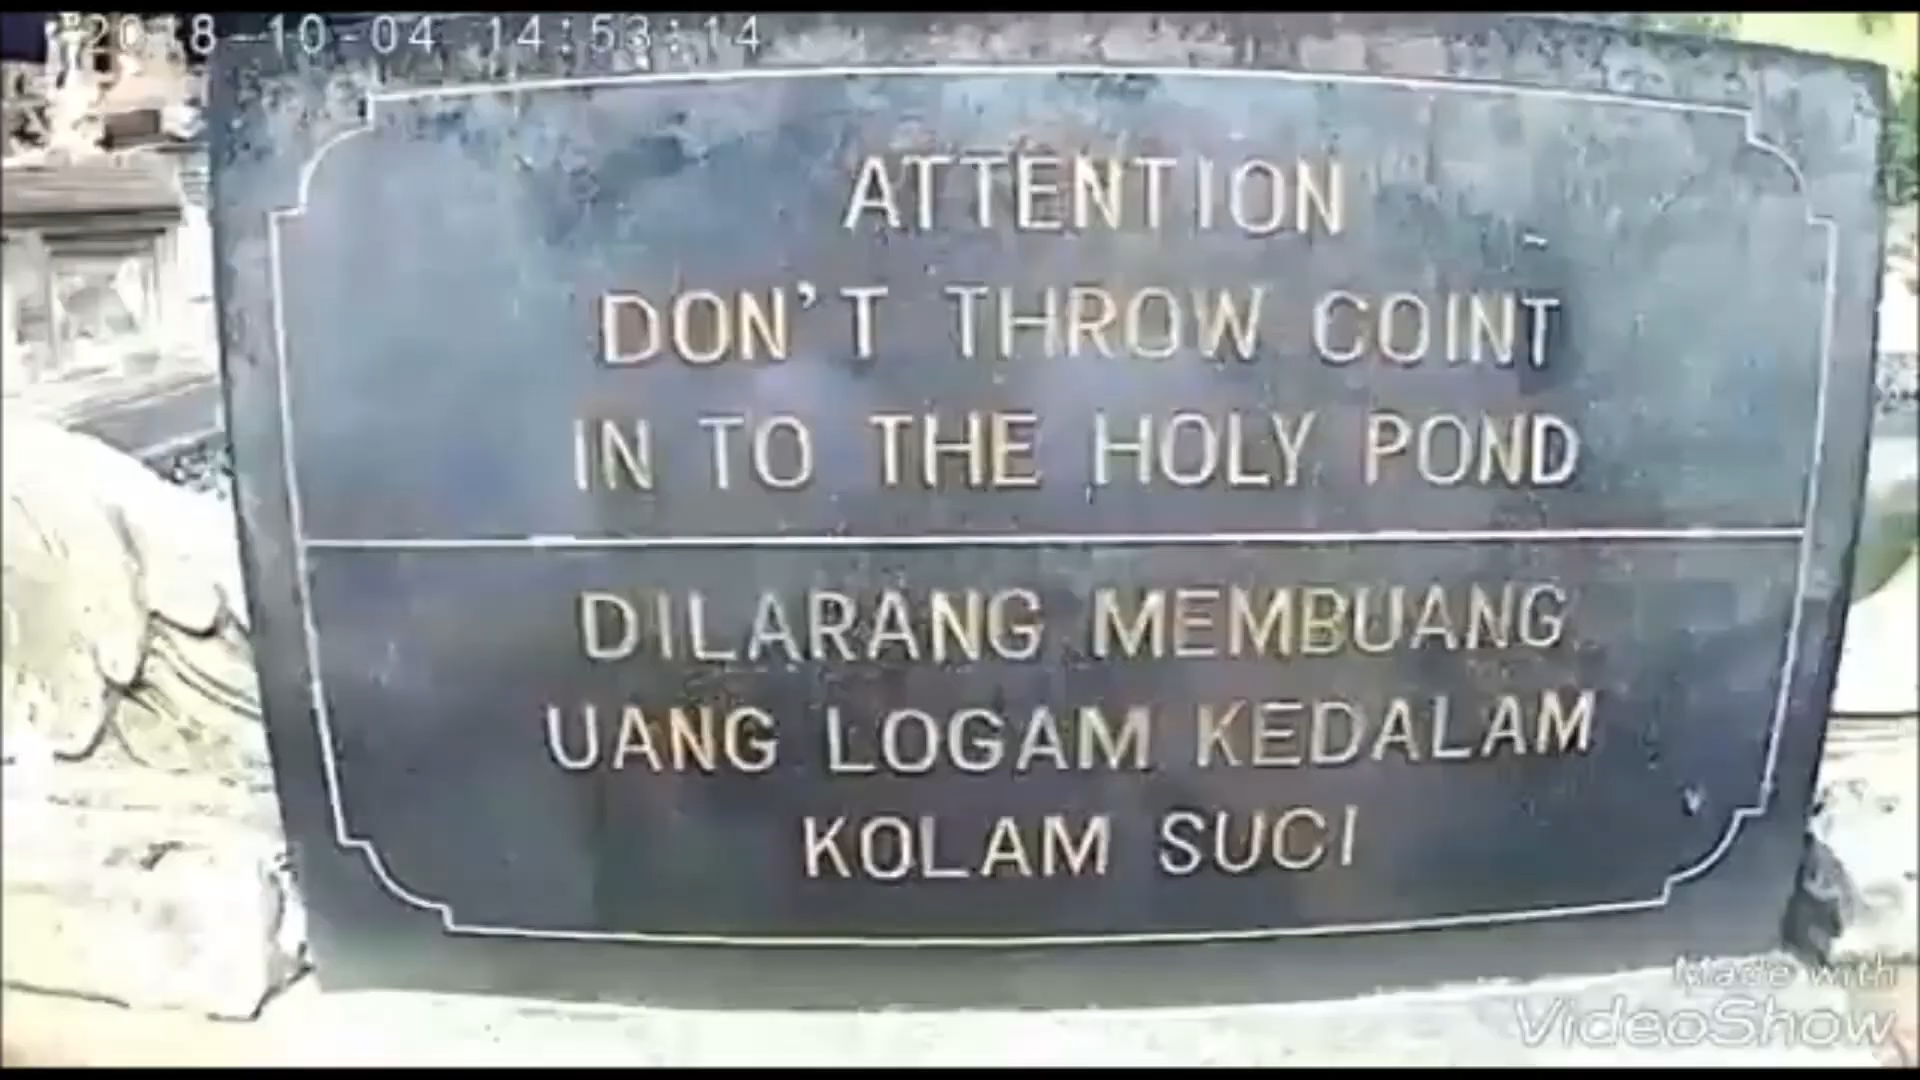 2018-10-04 14:53:14
ATTENTION
DON'T THROW COINT
IN TO THE HOLY POND
DILARANG MEMBUANG
UANG LOGAM KEDALAM
KOLAM SUCI
Made with
VideoShow